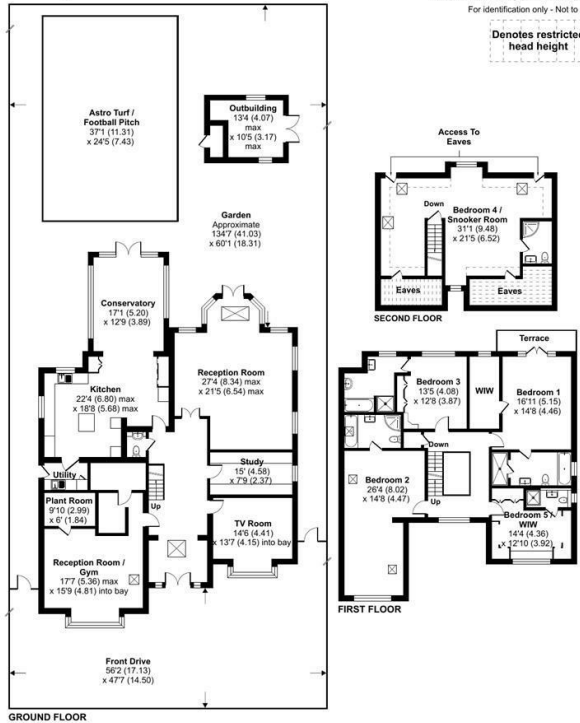 For identification only - Not to
Denotes restricted
head height
Astro Turf /
Football Pitch
37'1 (11.31)
x 24'5 (7.43)
Outbuilding
13'4 (4.07)
max
x 10'5 (3.17)
max
Garden
Approximate
134'7 (41.03)
x 60'1 (18.31)
Conservatory
17'1 (5.20)
x 12'9 (3.89)
Reception Room
27'4 (8.34) max
x 21'5 (6.54) max
Kitchen
22'4 (6.80) max
x 18'8 (5.68) max
Utility
Study
15' (4.58)
x 7'9 (2.37)
Plant Room
9'10 (2.99)
x 6' (1.84)
Up
TV Room
14'6 (4.41)
x 13'7 (4.15) into bay
Reception Room /
Gym
17'7 (5.36) max
x 15'9 (4.81) into bay
Front Drive
56'2 (17.13)
x 47'7 (14.50)
GROUND FLOOR
Access To
Eaves
Down
Bedroom 4 /
Snooker Room
31'1 (9.48)
x 21'5 (6.52)
Eaves
Eaves
SECOND FLOOR
Terrace
Bedroom 3
13'5 (4.08)
x 12'8 (3.87)
WIW
Bedroom 1
16'11 (5.15)
x 14'8 (4.46)
Down
Bedroom 2
26'4 (8.02)
x 14'8 (4.47)
Up
Bedroom 5 /
WIW
14'4 (4.36)
x 12'10 (3.92)
FIRST FLOOR